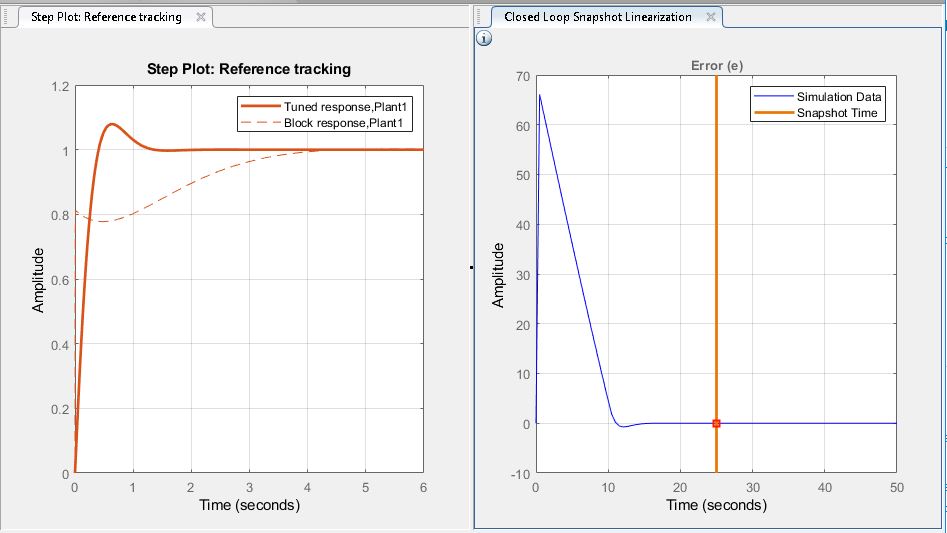 Step Plot: Reference tracking
Closed Loop Snapshot Linearization
Step Plot: Reference tracking
Tuned response,Plant1
Block response,Plant1
1.2
1
0.8
0.6
0.4
0.2
0
Amplitude
0 1 2 3 4 5 6
Time (seconds)
Error (e)
Simulation Data
Snapshot Time
70
60
50
40
30
20
10
0
-10
Amplitude
0 10 20 30 40 50
Time (seconds)